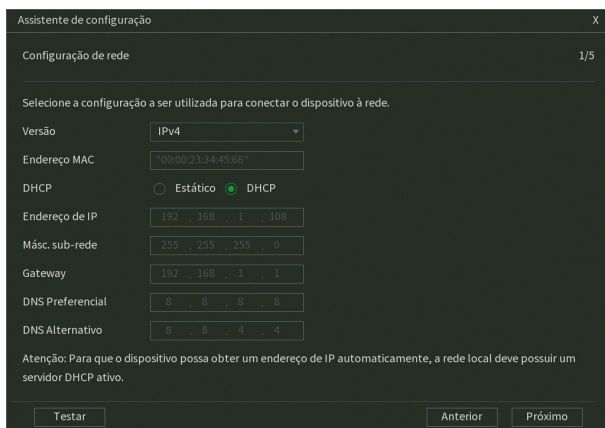 Assistente de configuração X
Configuração de rede 1/5
Selecione a configuração a ser utilizada para conectar o dispositivo à rede.
Versão IPv4
Endereço MAC "00:00:23:34:45:66"
DHCP Estático DHCP
Endereço de IP 192 . 168 . 1 . 108
Másc. sub-rede 255 . 255 . 255 . 0
Gateway 192 . 168 . 1 . 1
DNS Preferencial 8 . 8 . 8 . 8
DNS Alternativo 8 . 8 . 4 . 4
Atenção: Para que o dispositivo possa obter um endereço de IP automaticamente, a rede local deve possuir um
servidor DHCP ativo.
Testar Anterior Próximo